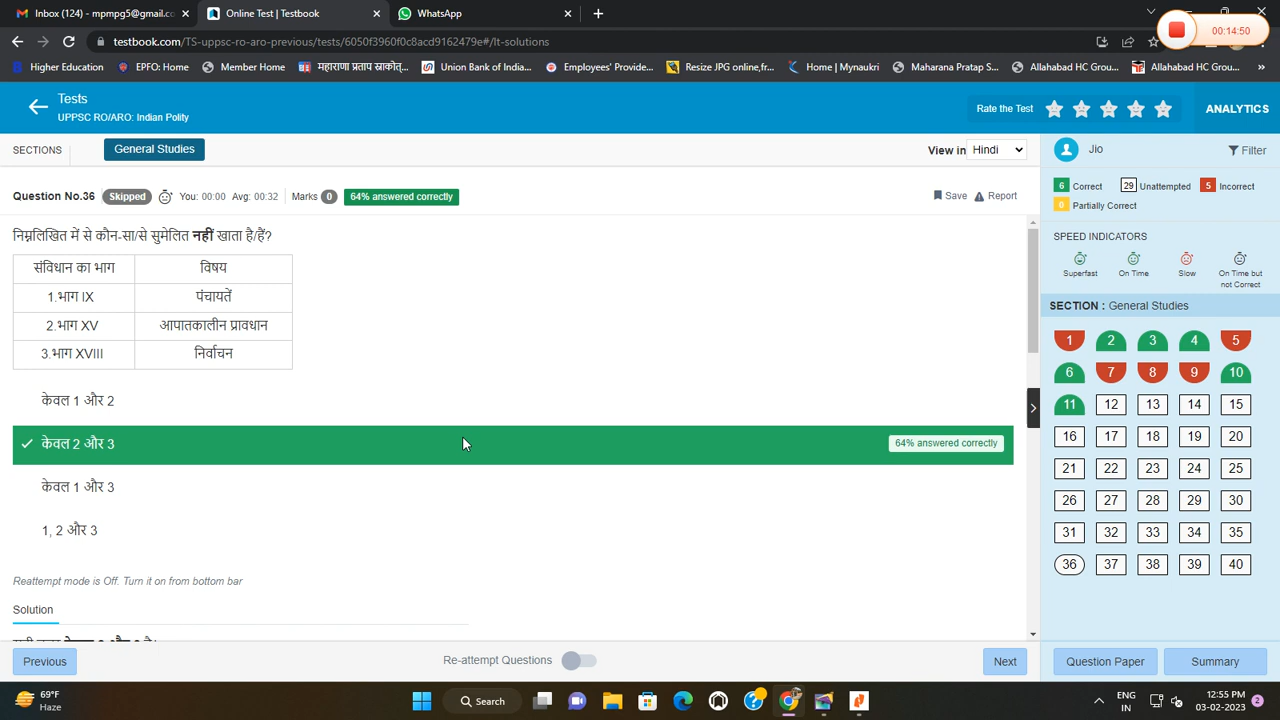 Inbox (124) - mpmpg5@gmail.co
Online Test | Testbook
WhatsApp
00:14:50
testbook.com/TS-uppsc-ro-aro-previous/tests/6050f3960f0c8acd9162479e#/lt-solutions
Higher Education
EPFO: Home
Member Home
महाराणा प्रताप स्नाकोत्...
Union Bank of India...
Employees' Provide...
Resize JPG online,fr...
Home | Mynaukri
Maharana Pratap S...
Allahabad HC Grou...
Allahabad HC Grou...
Tests
UPPSC RO/ARO: Indian Polity
Rate the Test
ANALYTICS
SECTIONS
General Studies
View in Hindi
Jio
Filter
Question No.36 Skipped You: 00:00 Avg: 00:32 Marks 0 64% answered correctly
Save Report
6 Correct 29 Unattempted 5 Incorrect
0 Partially Correct
निम्नलिखित में से कौन-सा/से सुमेलित नहीं खाता है/हैं?
संविधान का भाग विषय
1.भाग IX पंचायतें
2.भाग XV आपातकालीन प्रावधान
3.भाग XVIII निर्वाचन
केवल 1 और 2
केवल 2 और 3 64% answered correctly
केवल 1 और 3
1, 2 और 3
Reattempt mode is Off. Turn it on from bottom bar
Solution
SPEED INDICATORS
Superfast
On Time
Slow
On Time but
not Correct
SECTION : General Studies
1 2 3 4 5
6 7 8 9 10
11 12 13 14 15
16 17 18 19 20
21 22 23 24 25
26 27 28 29 30
31 32 33 34 35
36 37 38 39 40
Previous
Re-attempt Questions
Next
Question Paper
Summary
69°F
Haze
Search
ENG
IN
12:55 PM
03-02-2023
2